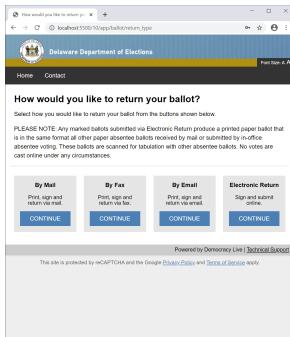 How would you like to return yo
localhost:5580/10/app/ballot/return_type
Delaware Department of Elections
Font Size: A A
Home Contact
How would you like to return your ballot?
Select how you would like to return your ballot from the buttons shown below.
PLEASE NOTE: Any marked ballots submitted via Electronic Return produce a printed paper ballot that
is in the same format as all other paper absentee ballots received by mail or submitted by in-office
absentee voting. These ballots are scanned for tabulation with other absentee ballots. No votes are
cast online under any circumstances.
By Mail By Fax By Email Electronic Return
Print, sign and Print, sign and Print, sign and Sign and submit
return via mail. return via fax. return via email. online.
CONTINUE CONTINUE CONTINUE CONTINUE
Powered by Democracy Live | Technical Support
This site is protected by reCAPTCHA and the Google Privacy Policy and Terms of Service apply.